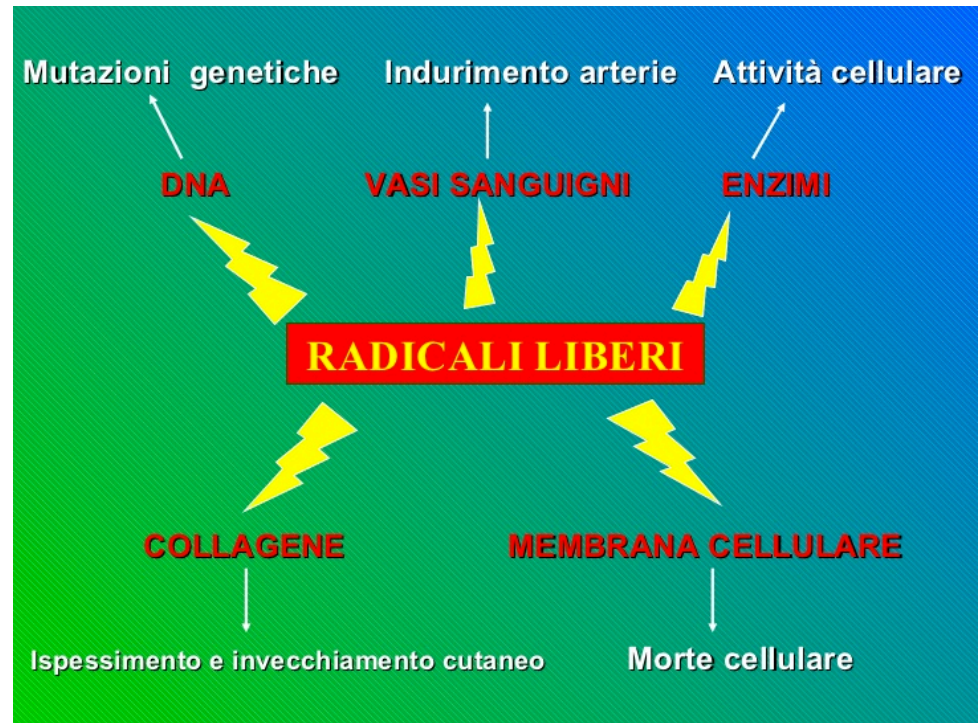 Mutazioni genetiche
Indurimento arterie
Attività cellulare
DNA
VASI SANGUIGNI
ENZIMI
RADICALI LIBERI
COLLAGENE
MEMBRANA CELLULARE
Ispessimento e invecchiamento cutaneo
Morte cellulare